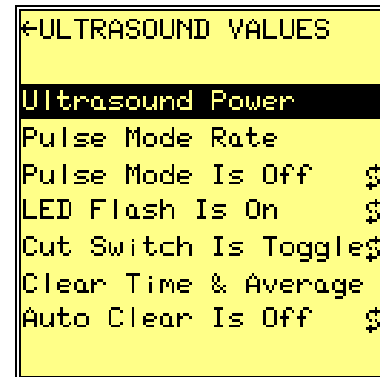 ←ULTRASOUND VALUES
Ultrasound Power
Pulse Mode Rate
Pulse Mode Is Off $
LED Flash Is On $
Cut Switch Is Toggle$
Clear Time & Average
Auto Clear Is Off $